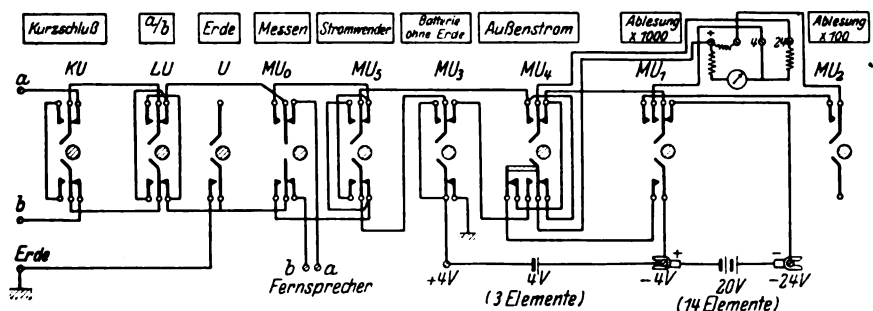 Kurzschluß
a/b
Erde
Messen
Stromwender
Batterie
ohne Erde
Außenstrom
Ablesung
X 1000
Ablesung
X 100
+ 4 24
KU LU U MU0 MU5 MU3 MU4 MU1 MU2
a
b
Erde
b a
Fernsprecher
+4V
4V
(3 Elemente)
-4V
+
20V
(14 Elemente)
-
-24V